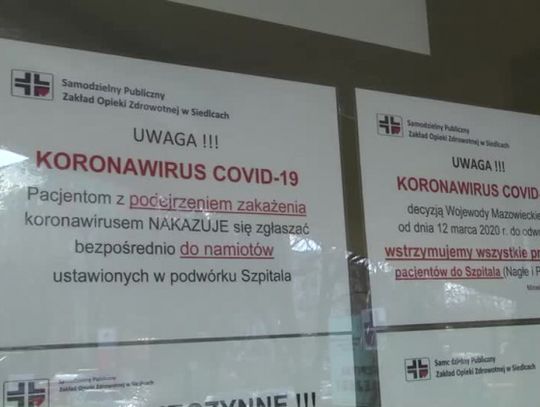 Samodzielny Publiczny
Zakład Opieki Zdrowotnej w Siedlcach
UWAGA !!!
KORONAWIRUS COVID-19
Pacjentom z podejrzeniem zakażenia
koronawirusem NAKAZUJE się zgłaszać
bezpośrednio do namiotów
ustawionych w podwórku Szpitala
Samodzielny Publiczny
Zakład Opieki Zdrowotnej w Siedlcach
UWAGA !!!
KORONAWIRUS COVID-
decyzją Wojewody Mazowieckie
od dnia 12 marca 2020 r. do odw
wstrzymujemy wszystkie pr
pacjentów do Szpitala (Nagłe i P
Samodzielny Publiczny
Zakład Opieki Zdrowotnej w Siedlcach
Samodzielny Publiczny
Zakład Opieki Zdrowotnej w Siedlcach